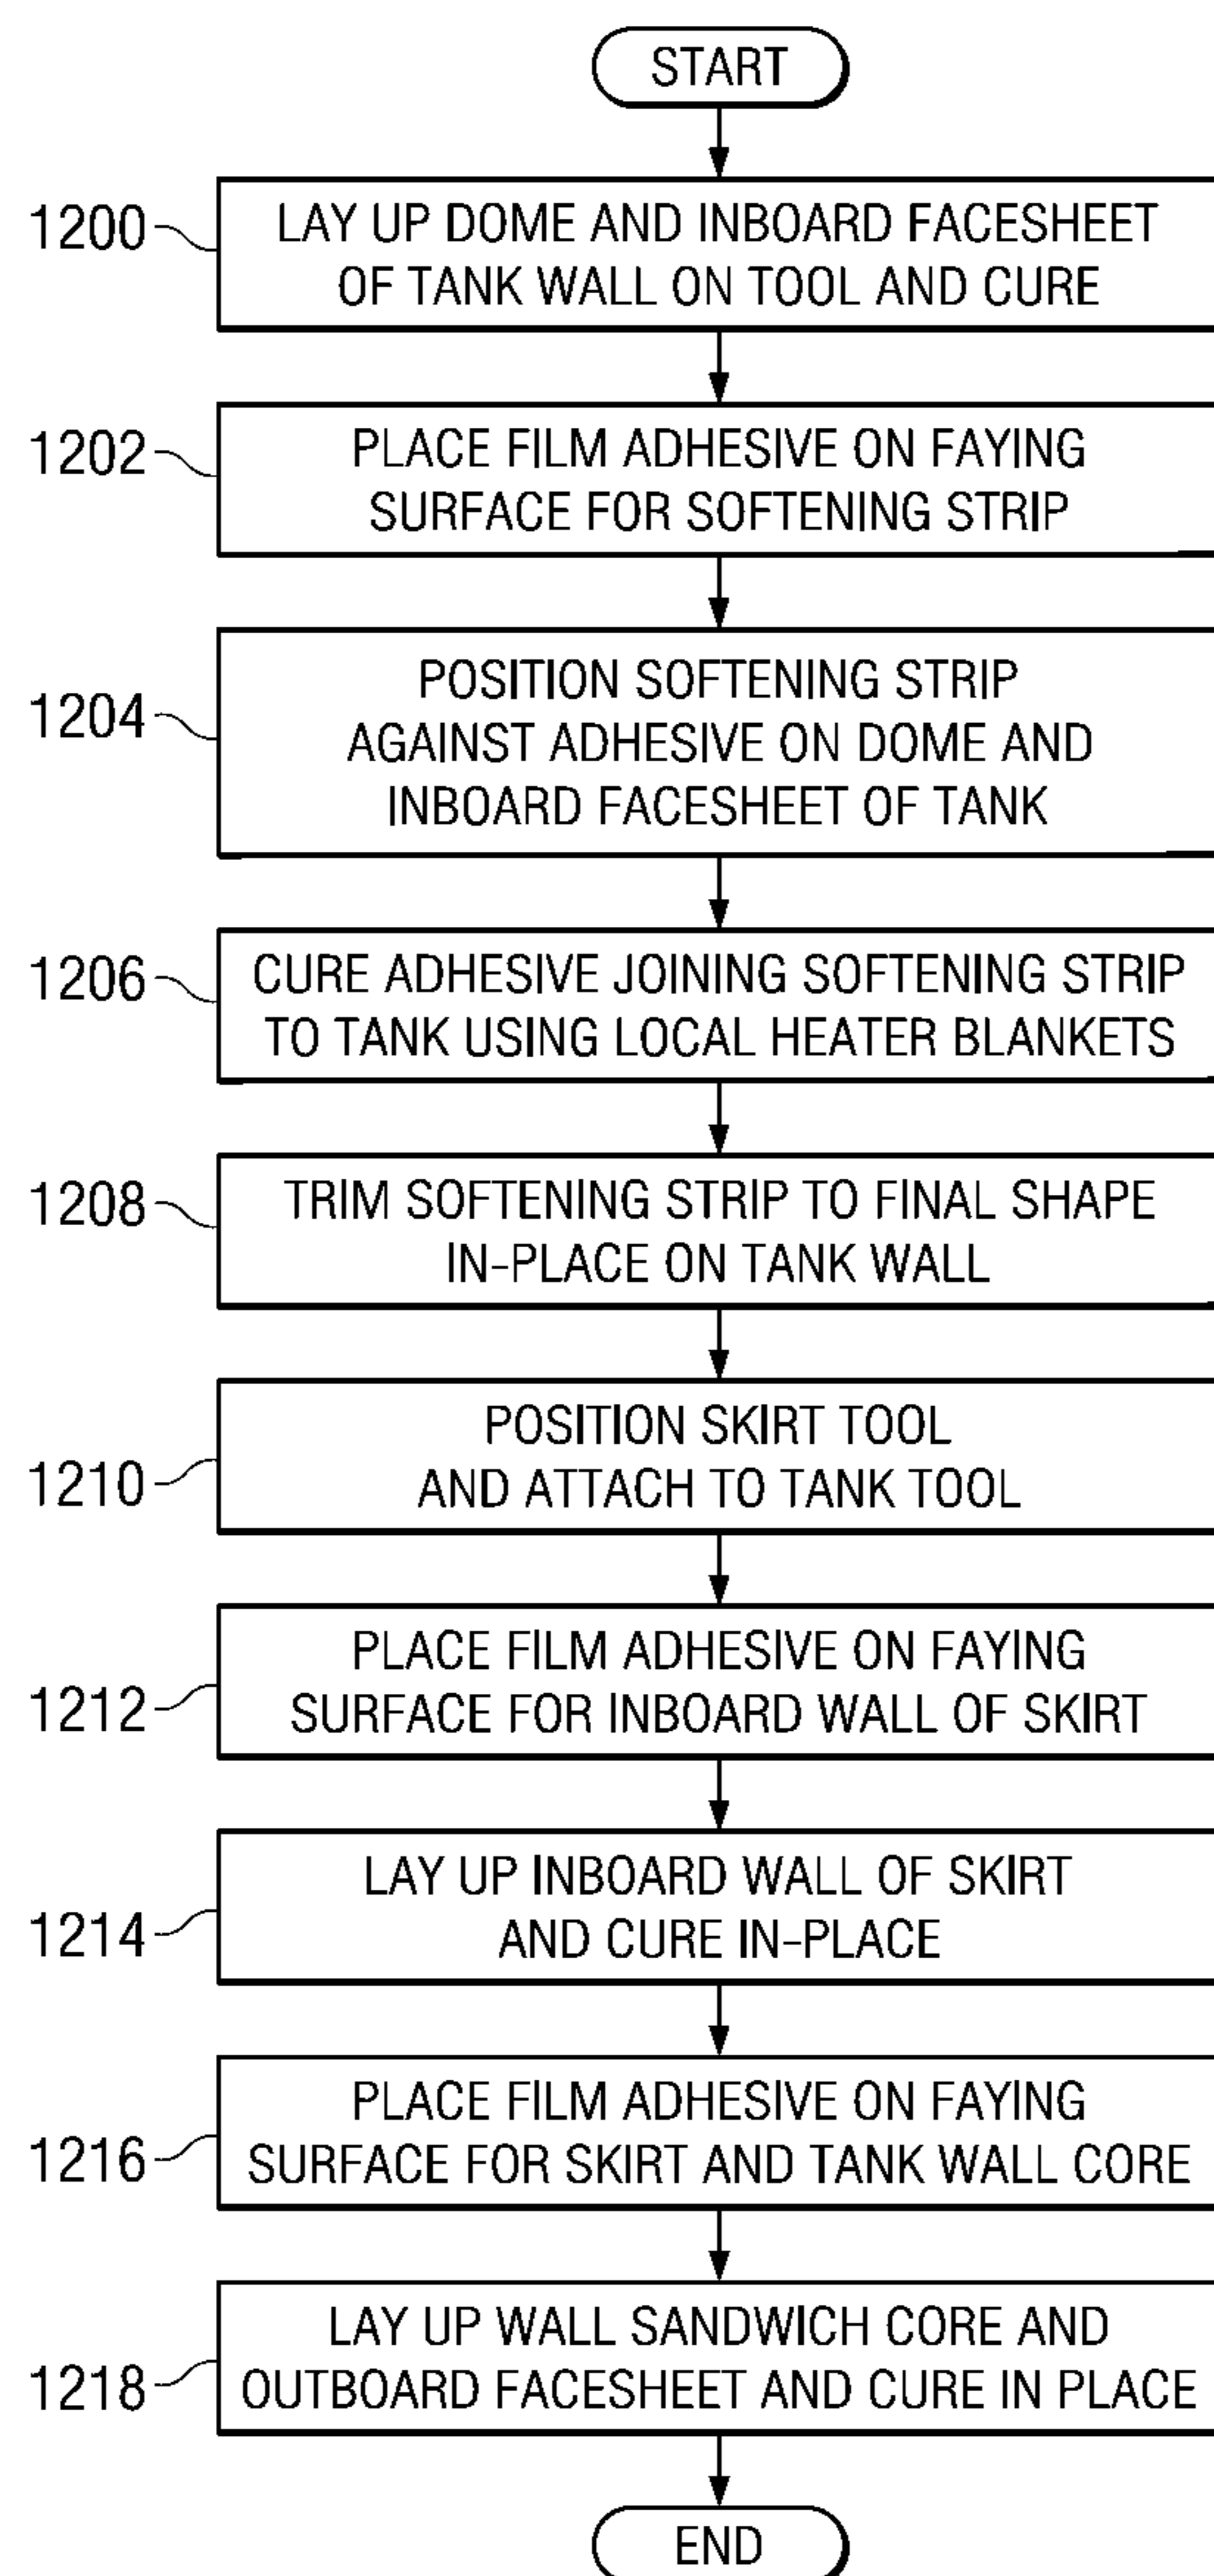 START
1200
LAY UP DOME AND INBOARD FACESHEET
OF TANK WALL ON TOOL AND CURE
1202
PLACE FILM ADHESIVE ON FAYING
SURFACE FOR SOFTENING STRIP
1204
POSITION SOFTENING STRIP
AGAINST ADHESIVE ON DOME AND
INBOARD FACESHEET OF TANK
1206
CURE ADHESIVE JOINING SOFTENING STRIP
TO TANK USING LOCAL HEATER BLANKETS
1208
TRIM SOFTENING STRIP TO FINAL SHAPE
IN-PLACE ON TANK WALL
1210
POSITION SKIRT TOOL
AND ATTACH TO TANK TOOL
1212
PLACE FILM ADHESIVE ON FAYING
SURFACE FOR INBOARD WALL OF SKIRT
1214
LAY UP INBOARD WALL OF SKIRT
AND CURE IN-PLACE
1216
PLACE FILM ADHESIVE ON FAYING
SURFACE FOR SKIRT AND TANK WALL CORE
1218
LAY UP WALL SANDWICH CORE AND
OUTBOARD FACESHEET AND CURE IN PLACE
END